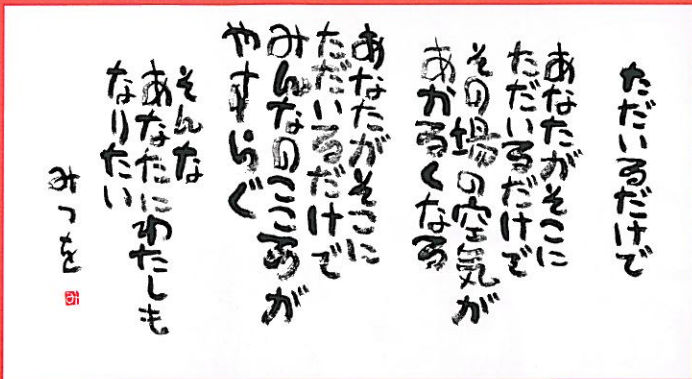 ただいるだけで
あなたがそこに
ただいるだけで
その場の空気が
あかるくなる
あなたがそこに
ただいるだけで
みんなのこころが
やすらぐ
そんな
あなたにわたしも
なりたい
みつを
み